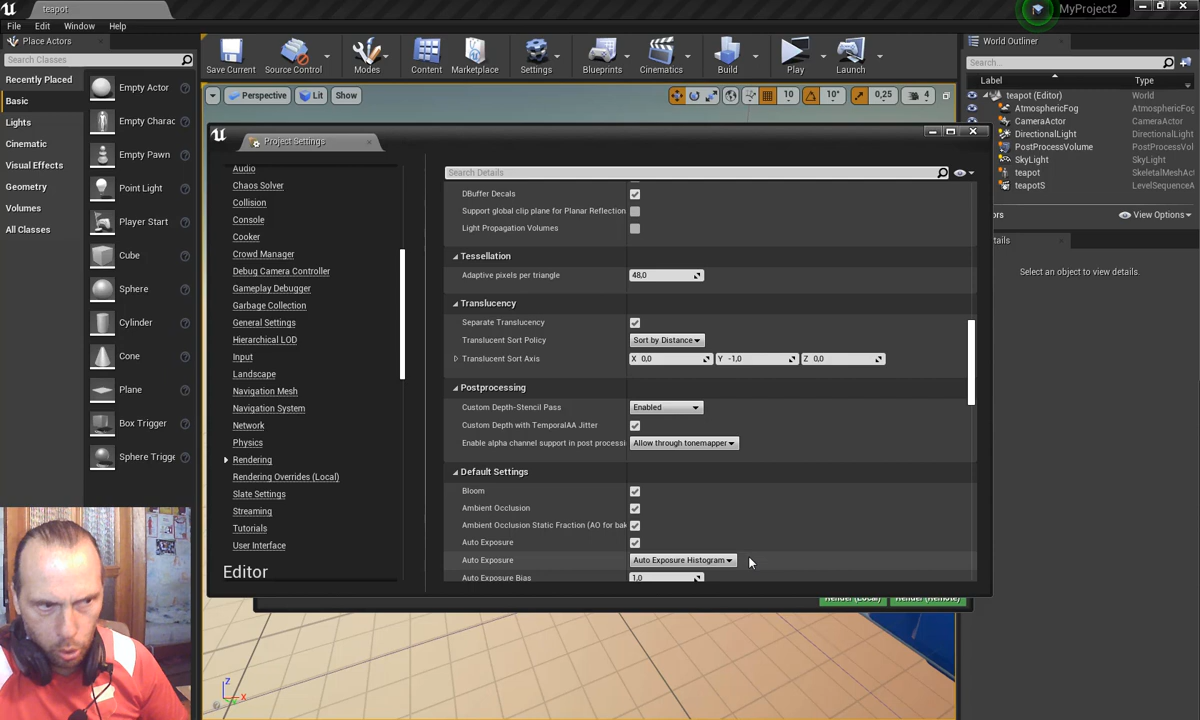 teapot
MyProject2
File Edit Window Help
Place Actors
Search Classes
Recently Placed
Basic
Lights
Cinematic
Visual Effects
Geometry
Volumes
All Classes
Empty Actor
Empty Charac
Empty Pawn
Point Light
Player Start
Cube
Sphere
Cylinder
Cone
Plane
Box Trigger
Sphere Trigge
Save Current Source Control Modes Content Marketplace Settings Blueprints Cinematics Build Play Launch
Perspective Lit Show 10 10° 0,25 4
World Outliner
Search...
Label Type
teapot (Editor) World
AtmosphericFog AtmosphericFog
CameraActor CameraActor
DirectionalLight DirectionalLight
PostProcessVolume PostProcessVol
SkyLight SkyLight
teapot SkeletalMeshAct
teapotS LevelSequenceA
ors View Options
tails
Select an object to view details.
Project Settings
Audio
Chaos Solver
Collision
Console
Cooker
Crowd Manager
Debug Camera Controller
Gameplay Debugger
Garbage Collection
General Settings
Hierarchical LOD
Input
Landscape
Navigation Mesh
Navigation System
Network
Physics
Rendering
Rendering Overrides (Local)
Slate Settings
Streaming
Tutorials
User Interface
Editor
Search Details
DBuffer Decals
Support global clip plane for Planar Reflection
Light Propagation Volumes
Tessellation
Adaptive pixels per triangle 48,0
Translucency
Separate Translucency
Translucent Sort Policy Sort by Distance
Translucent Sort Axis X 0,0 Y -1,0 Z 0,0
Postprocessing
Custom Depth-Stencil Pass Enabled
Custom Depth with TemporalAA Jitter
Enable alpha channel support in post processi Allow through tonemapper
Default Settings
Bloom
Ambient Occlusion
Ambient Occlusion Static Fraction (AO for bak
Auto Exposure
Auto Exposure Auto Exposure Histogram
Auto Exposure Bias 1,0
Render (Local) Render (Remote)
Z
X